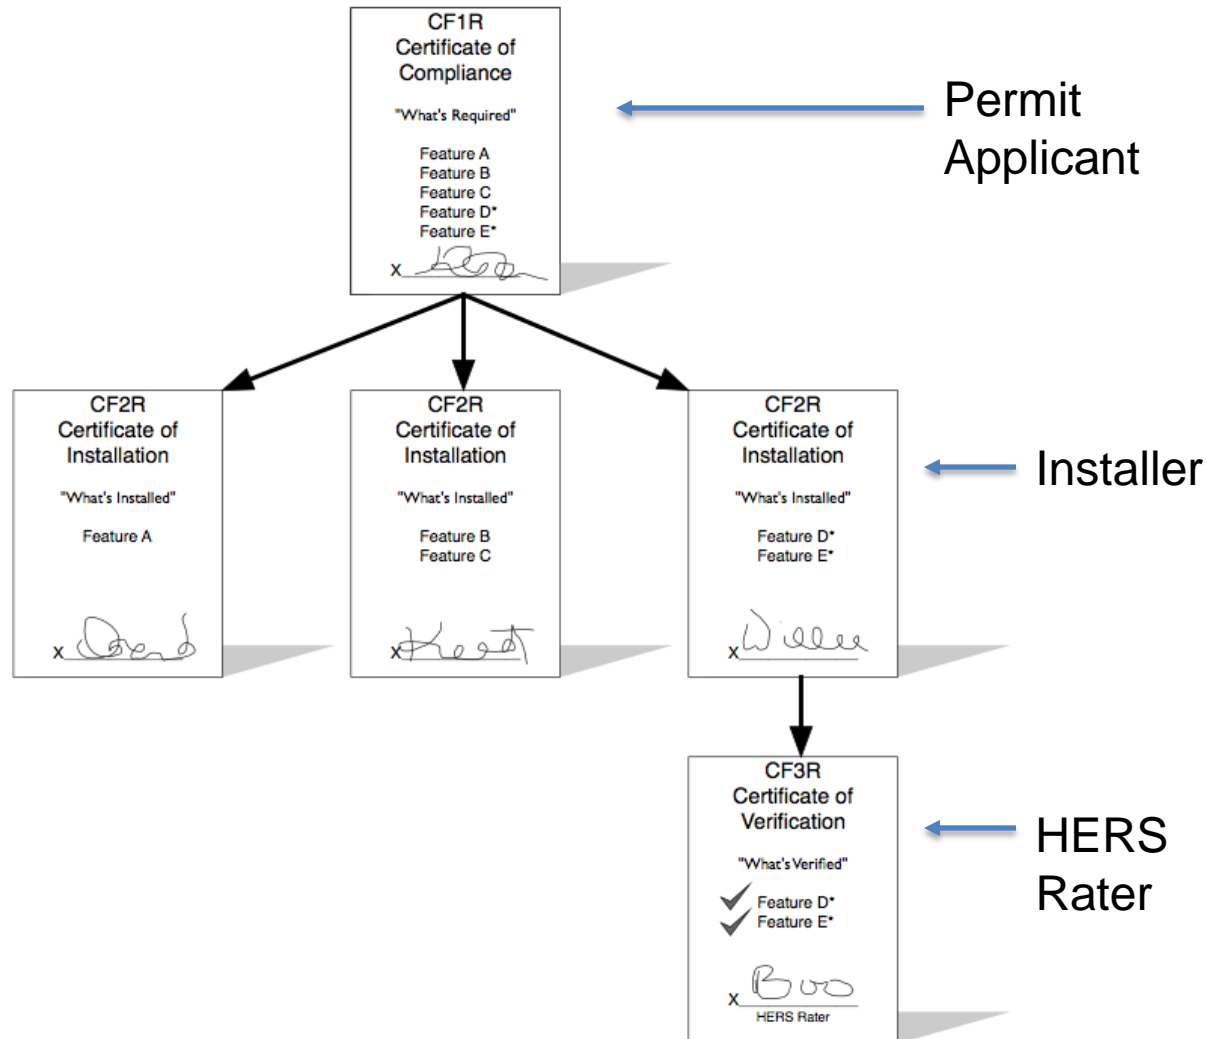 CF1R
Certificate of
Compliance
"What's Required"
Feature A
Feature B
Feature C
Feature D*
Feature E*
X
Permit
Applicant
CF2R
Certificate of
Installation
"What's Installed"
Feature A
X
CF2R
Certificate of
Installation
"What's Installed"
Feature B
Feature C
X
CF2R
Certificate of
Installation
"What's Installed"
Feature D*
Feature E*
X
Installer
CF3R
Certificate of
Verification
"What's Verified"
Feature D*
Feature E*
X
HERS Rater
HERS
Rater